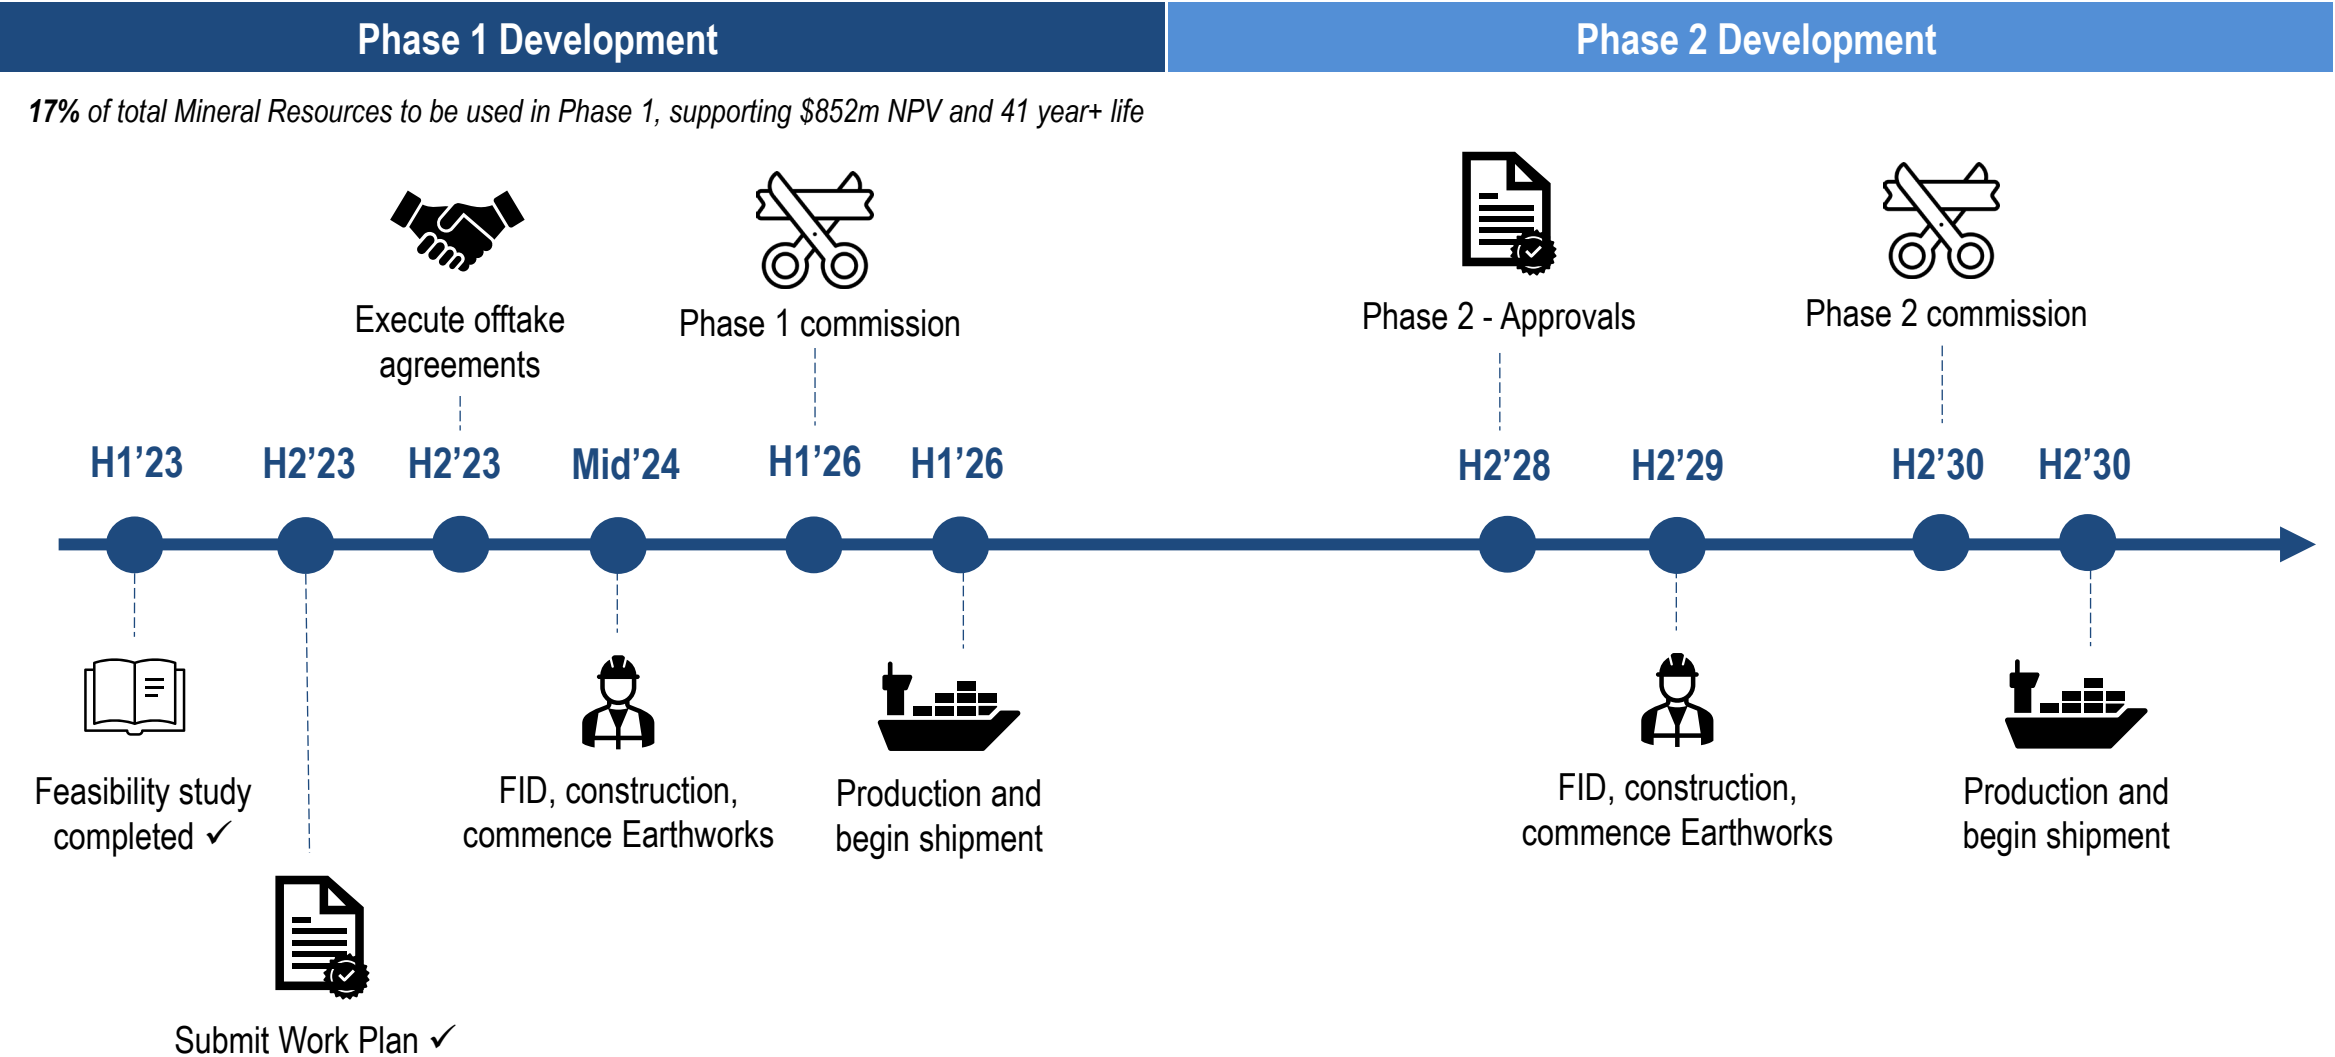 Phase 1 Development
Phase 2 Development
17% of total Mineral Resources to be used in Phase 1, supporting $852m NPV and 41 year+ life
Execute offtake
agreements
Phase 1 commission
Phase 2 - Approvals
Phase 2 commission
H1’23
H2’23
H2’23
Mid’24
H1’26
H1’26
H2’28
H2’29
H2’30
H2’30
Feasibility study
completed ✓
Submit Work Plan ✓
FID, construction,
commence Earthworks
Production and
begin shipment
FID, construction,
commence Earthworks
Production and
begin shipment